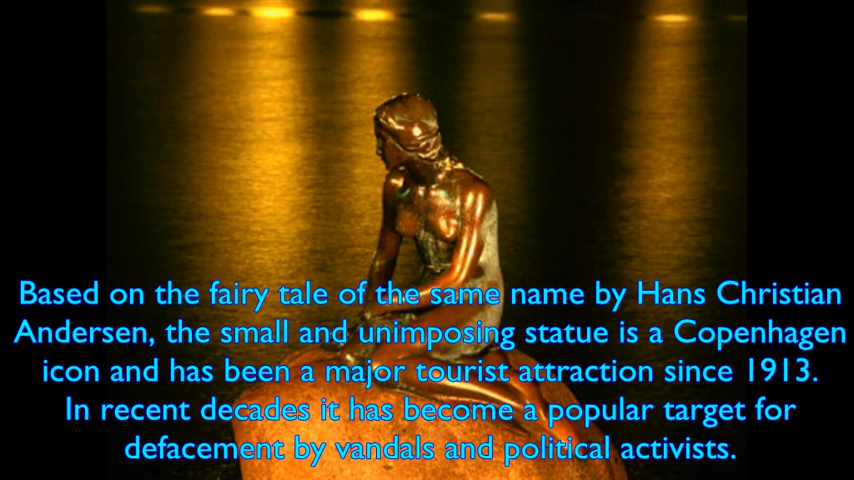 Based on the fairy tale of the same name by Hans Christian
Andersen, the small and unimposing statue is a Copenhagen
icon and has been a major tourist attraction since 1913.
In recent decades it has become a popular target for
defacement by vandals and political activists.